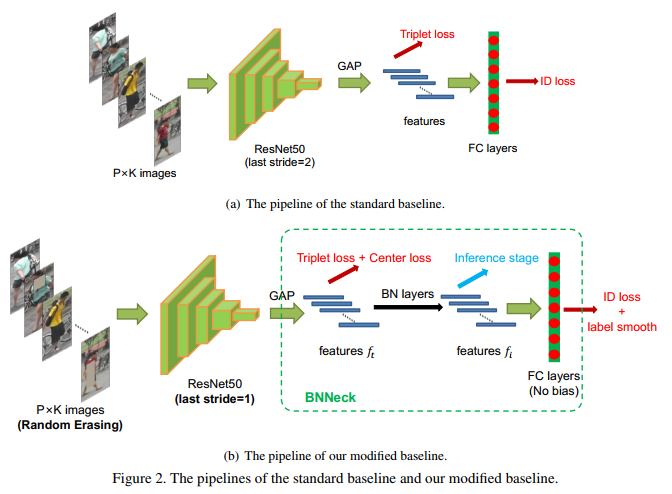 Triplet loss
GAP
ID loss
features
ResNet50
(last stride=2)
FC layers
P×K images
(a) The pipeline of the standard baseline.
Triplet loss + Center loss
Inference stage
GAP
BN layers
ID loss
+
label smooth
features fₜ
features fᵢ
ResNet50
(last stride=1)
FC layers
(No bias)
BNNeck
P×K images
(Random Erasing)
(b) The pipeline of our modified baseline.
Figure 2. The pipelines of the standard baseline and our modified baseline.